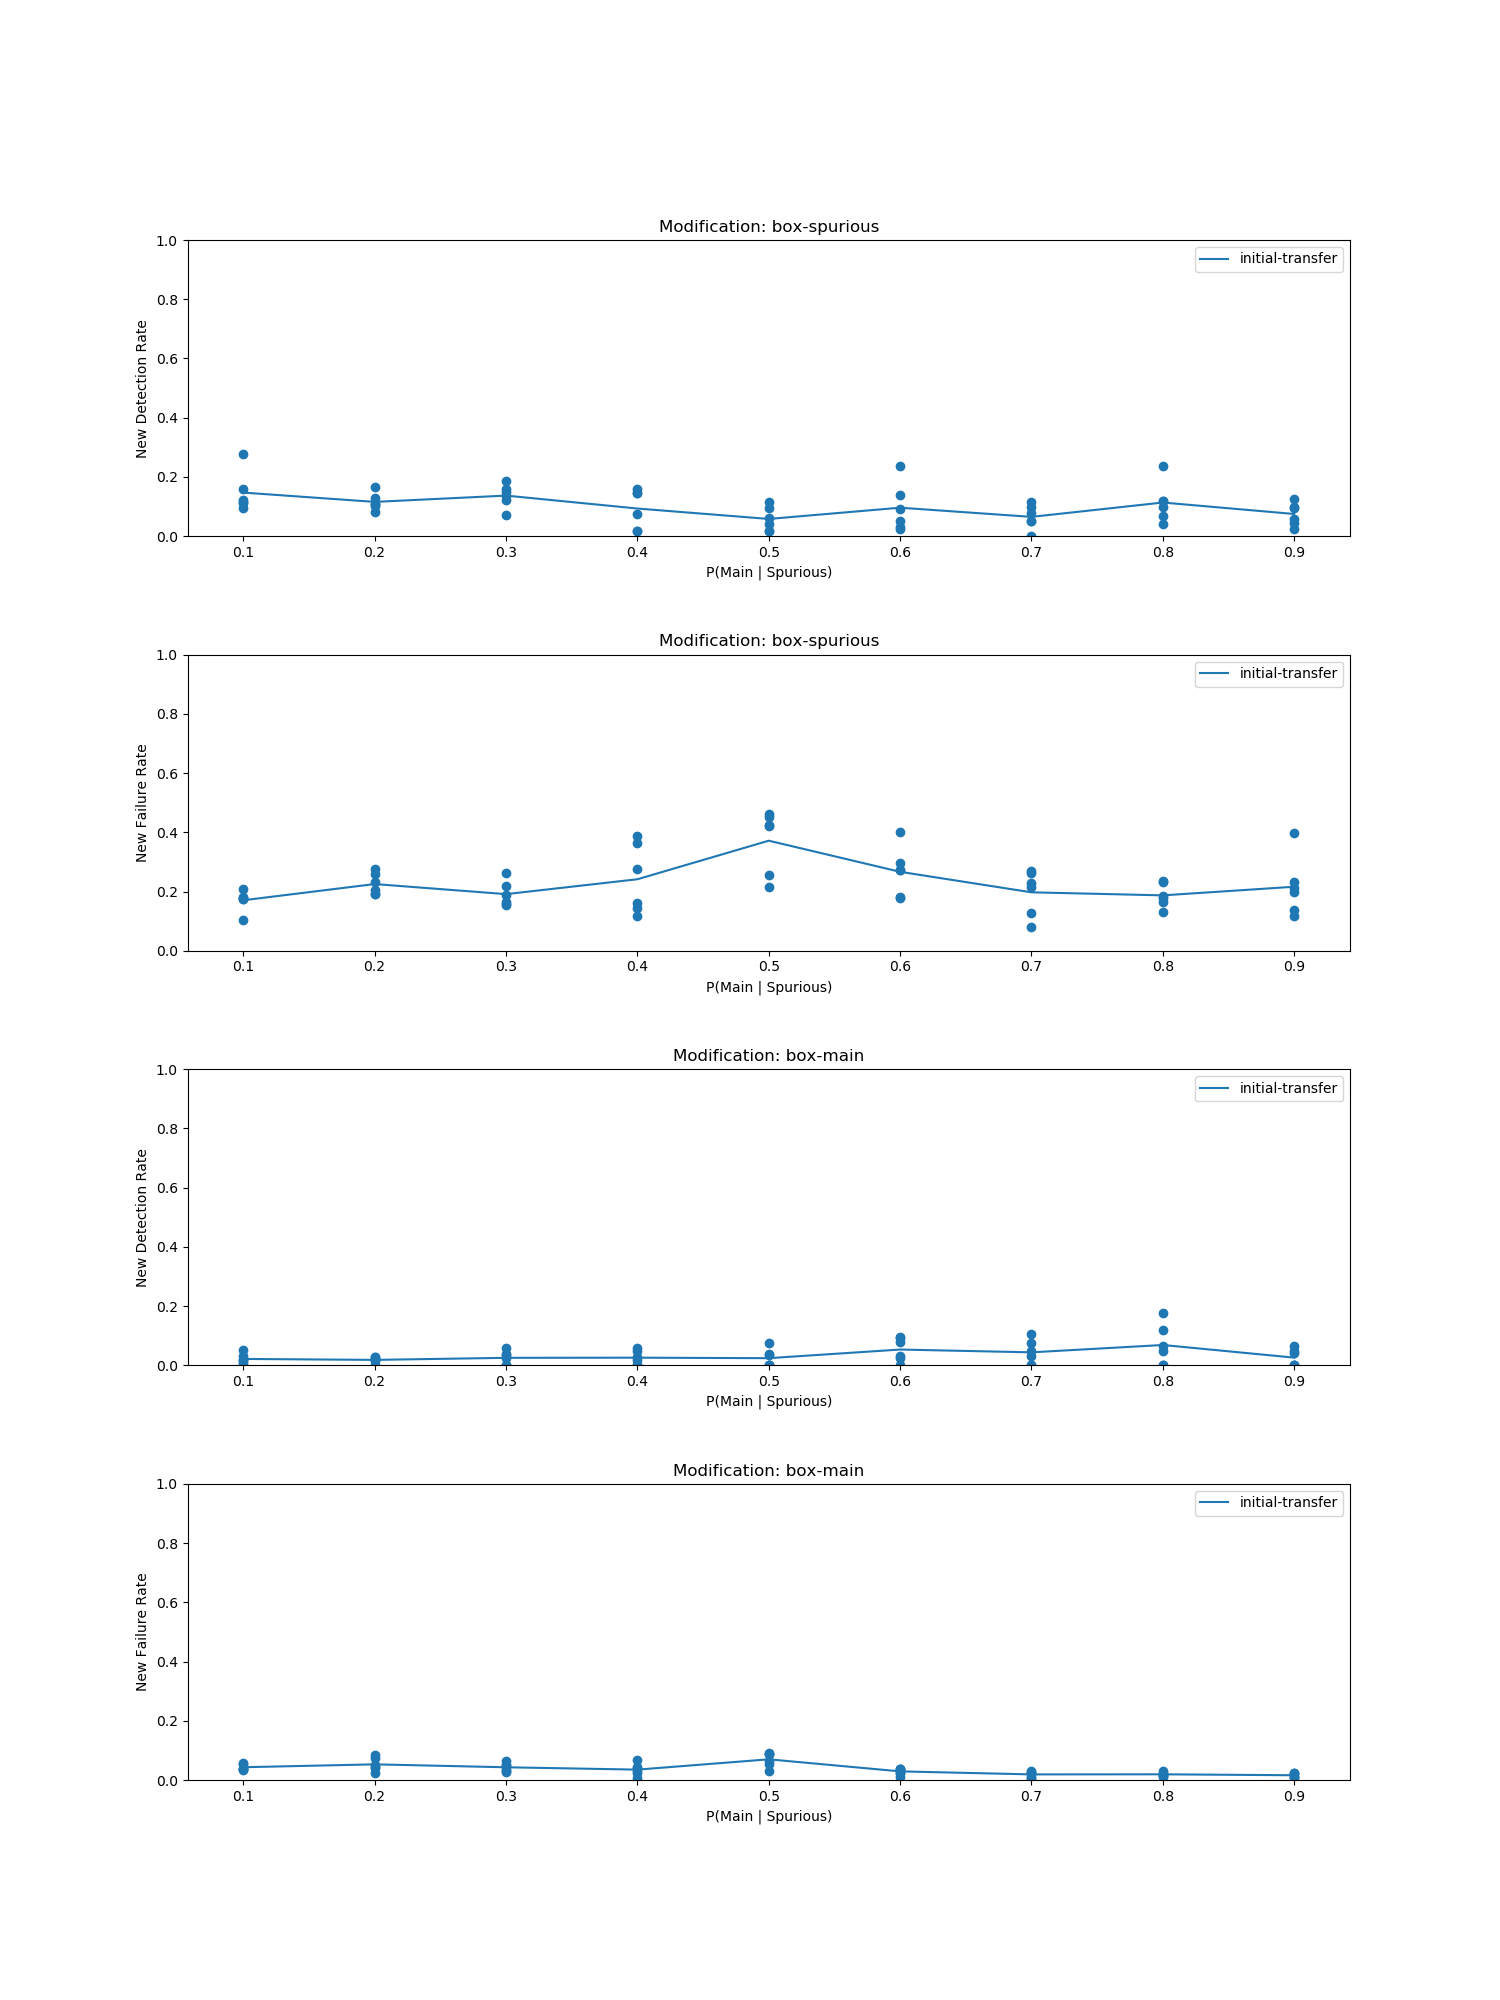 Modification: box-spurious
1.0
0.8
0.6
0.4
0.2
0.0
New Detection Rate
initial-transfer
0.1 0.2 0.3 0.4 0.5 0.6 0.7 0.8 0.9
P(Main | Spurious)
Modification: box-spurious
1.0
0.8
0.6
0.4
0.2
0.0
New Failure Rate
initial-transfer
0.1 0.2 0.3 0.4 0.5 0.6 0.7 0.8 0.9
P(Main | Spurious)
Modification: box-main
1.0
0.8
0.6
0.4
0.2
0.0
New Detection Rate
initial-transfer
0.1 0.2 0.3 0.4 0.5 0.6 0.7 0.8 0.9
P(Main | Spurious)
Modification: box-main
1.0
0.8
0.6
0.4
0.2
0.0
New Failure Rate
initial-transfer
0.1 0.2 0.3 0.4 0.5 0.6 0.7 0.8 0.9
P(Main | Spurious)